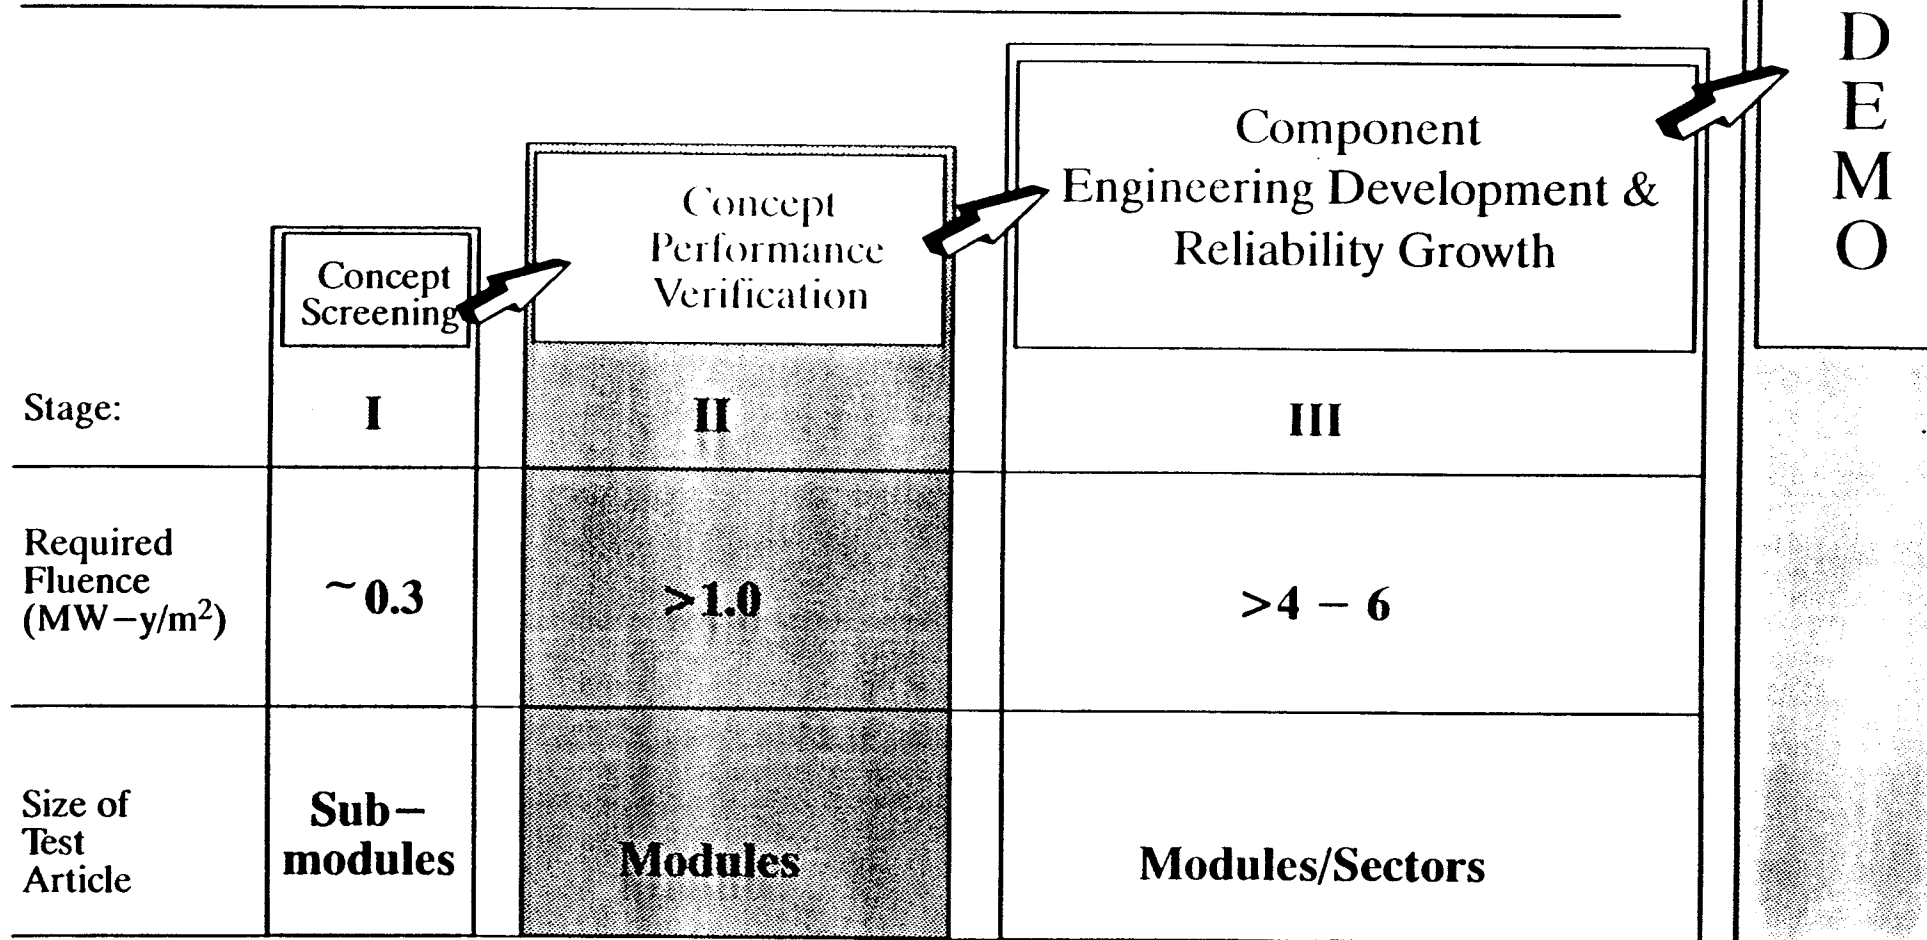 D
E
M
O
Component
Engineering Development &
Reliability Growth
Concept
Performance
Verification
Concept
Screening
Stage:
I
II
III
Required
Fluence
(MW−y/m²)
~0.3
>1.0
>4 − 6
Size of
Test
Article
Sub−
modules
Modules
Modules/Sectors